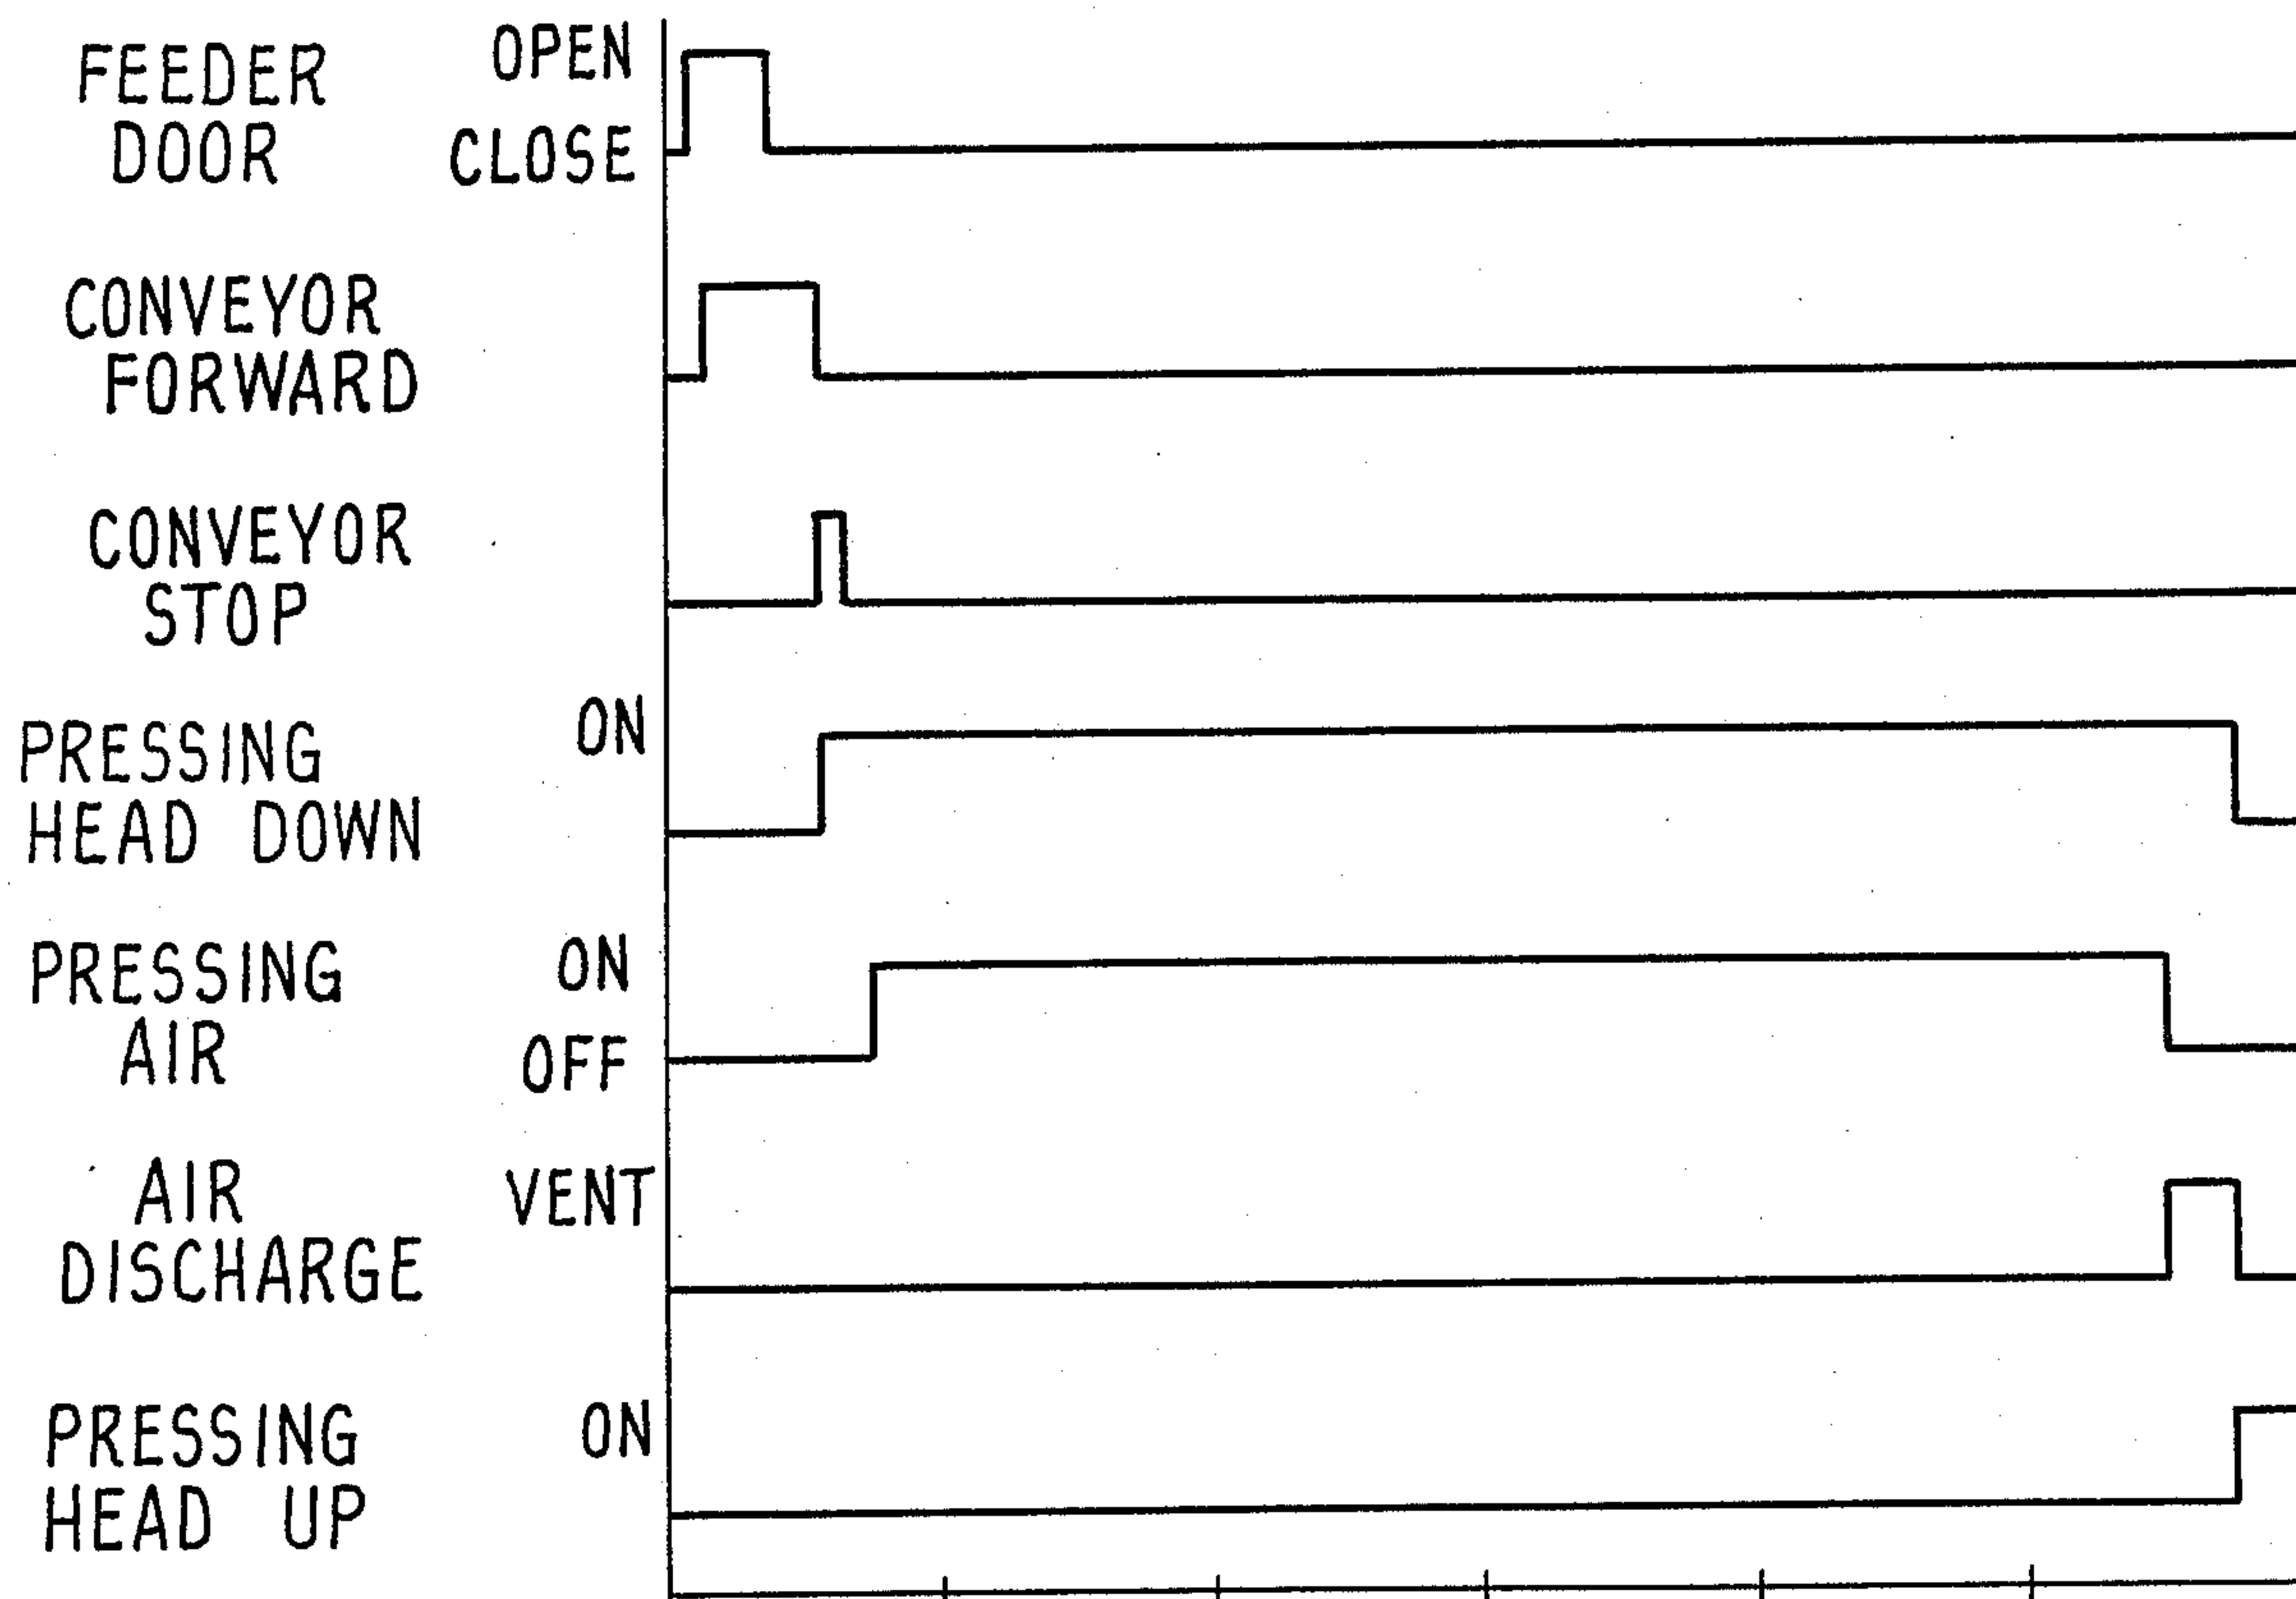 FEEDER
DOOR
OPEN
CLOSE
CONVEYOR
FORWARD
CONVEYOR
STOP
PRESSING
HEAD DOWN
ON
PRESSING
AIR
ON
OFF
AIR
DISCHARGE
VENT
PRESSING
HEAD UP
ON